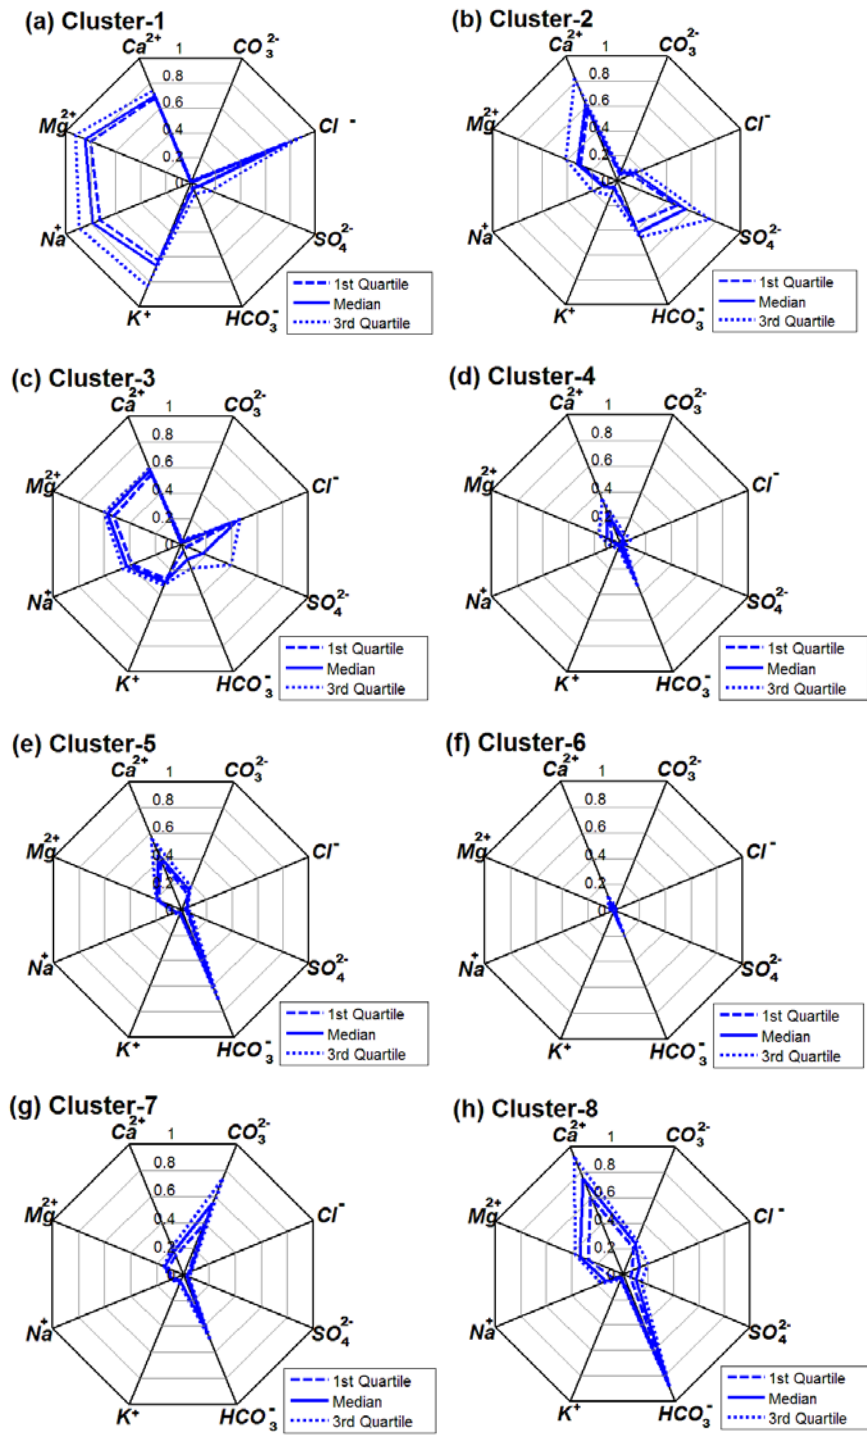 (a) Cluster-1
Ca²⁺ 1 CO₃²⁻
0.8
0.6
Mg²⁺ 0.4 Cl⁻
0.2
0
Na⁺ SO₄²⁻
K⁺ HCO₃⁻
1st Quartile
Median
3rd Quartile
(b) Cluster-2
Ca²⁺ 1 CO₃²⁻
0.8
0.6
Mg²⁺ 0.4 Cl⁻
0.2
0
Na⁺ SO₄²⁻
K⁺ HCO₃⁻
1st Quartile
Median
3rd Quartile
(c) Cluster-3
Ca²⁺ 1 CO₃²⁻
0.8
0.6
Mg²⁺ 0.4 Cl⁻
0.2
0
Na⁺ SO₄²⁻
K⁺ HCO₃⁻
1st Quartile
Median
3rd Quartile
(d) Cluster-4
Ca²⁺ 1 CO₃²⁻
0.8
0.6
Mg²⁺ 0.4 Cl⁻
0.2
0
Na⁺ SO₄²⁻
K⁺ HCO₃⁻
1st Quartile
Median
3rd Quartile
(e) Cluster-5
Ca²⁺ 1 CO₃²⁻
0.8
0.6
Mg²⁺ 0.4 Cl⁻
0.2
0
Na⁺ SO₄²⁻
K⁺ HCO₃⁻
1st Quartile
Median
3rd Quartile
(f) Cluster-6
Ca²⁺ 1 CO₃²⁻
0.8
0.6
Mg²⁺ 0.4 Cl⁻
0.2
0
Na⁺ SO₄²⁻
K⁺ HCO₃⁻
1st Quartile
Median
3rd Quartile
(g) Cluster-7
Ca²⁺ 1 CO₃²⁻
0.8
0.6
Mg²⁺ 0.4 Cl⁻
0.2
0
Na⁺ SO₄²⁻
K⁺ HCO₃⁻
1st Quartile
Median
3rd Quartile
(h) Cluster-8
Ca²⁺ 1 CO₃²⁻
0.8
0.6
Mg²⁺ 0.4 Cl⁻
0.2
0
Na⁺ SO₄²⁻
K⁺ HCO₃⁻
1st Quartile
Median
3rd Quartile